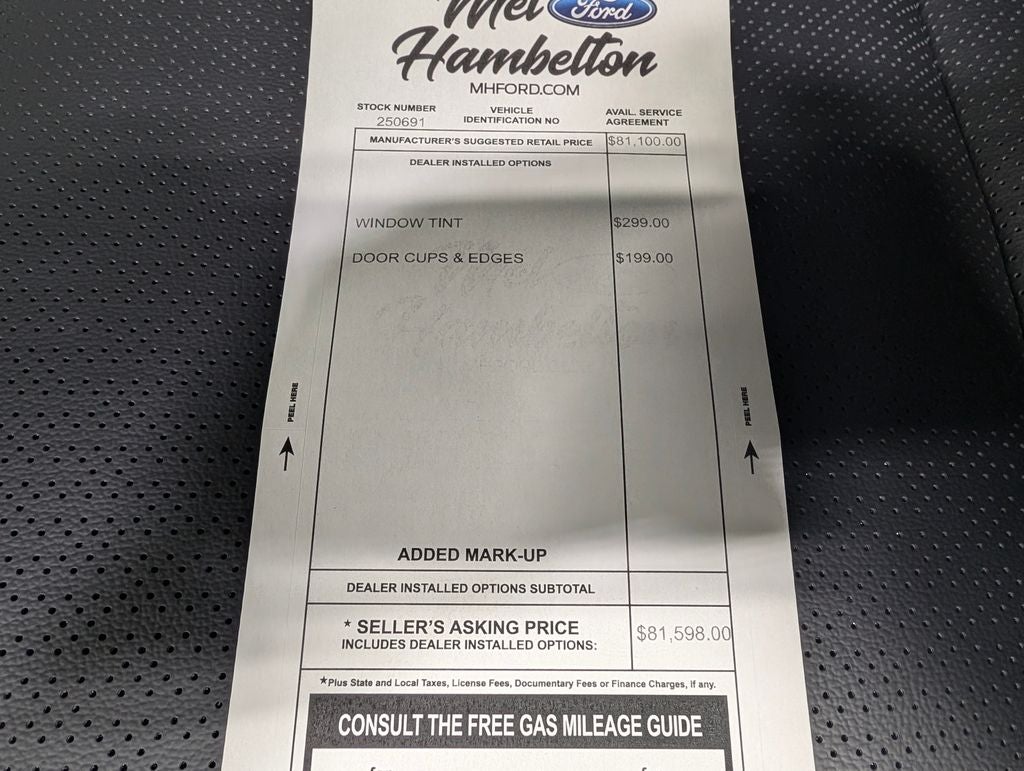 Mel Ford
Hambelton
MHFORD.COM
STOCK NUMBER
250691
VEHICLE
IDENTIFICATION NO
AVAIL. SERVICE
AGREEMENT
MANUFACTURER'S SUGGESTED RETAIL PRICE $81,100.00
DEALER INSTALLED OPTIONS
WINDOW TINT $299.00
DOOR CUPS & EDGES $199.00
PEEL HERE
PEEL HERE
ADDED MARK-UP
DEALER INSTALLED OPTIONS SUBTOTAL
* SELLER'S ASKING PRICE $81,598.00
INCLUDES DEALER INSTALLED OPTIONS:
*Plus State and Local Taxes, License Fees, Documentary Fees or Finance Charges, if any.
CONSULT THE FREE GAS MILEAGE GUIDE